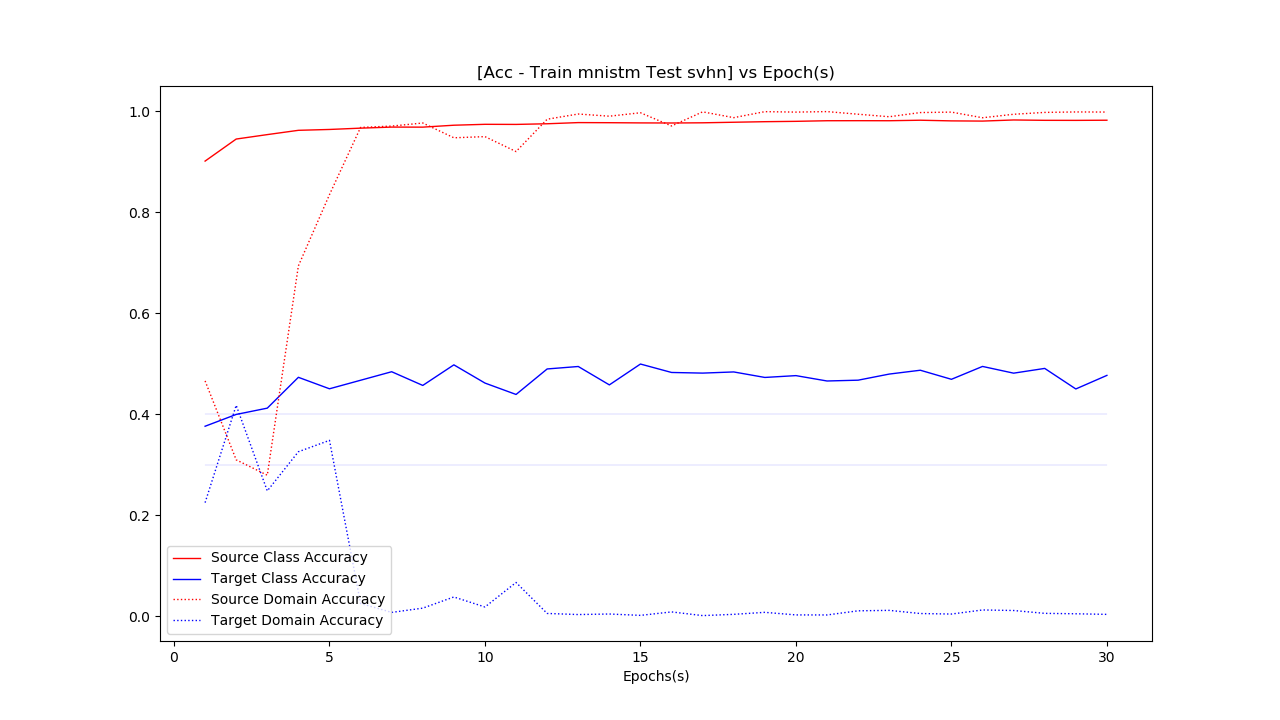 [Acc - Train mnistm Test svhn] vs Epoch(s)
1.0
0.8
0.6
0.4
0.2
0.0
Source Class Accuracy
Target Class Accuracy
Source Domain Accuracy
Target Domain Accuracy
0 5 10 15 20 25 30
Epochs(s)